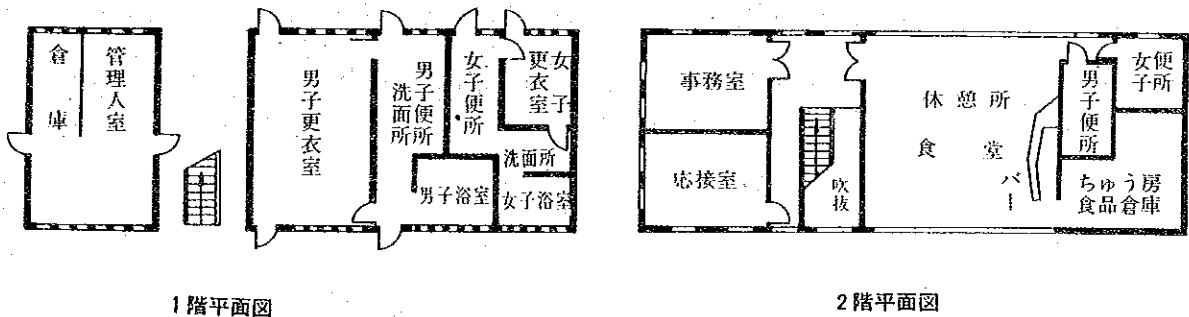 倉庫
管理人室
男子更衣室
男子便所
洗面所
女子便所
女子更衣室
洗面所
男子浴室
女子浴室
1階平面図
事務室
応接室
吹抜
休憩所
食堂
バー
男子便所
女子便所
ちゅう房
食品倉庫
2階平面図